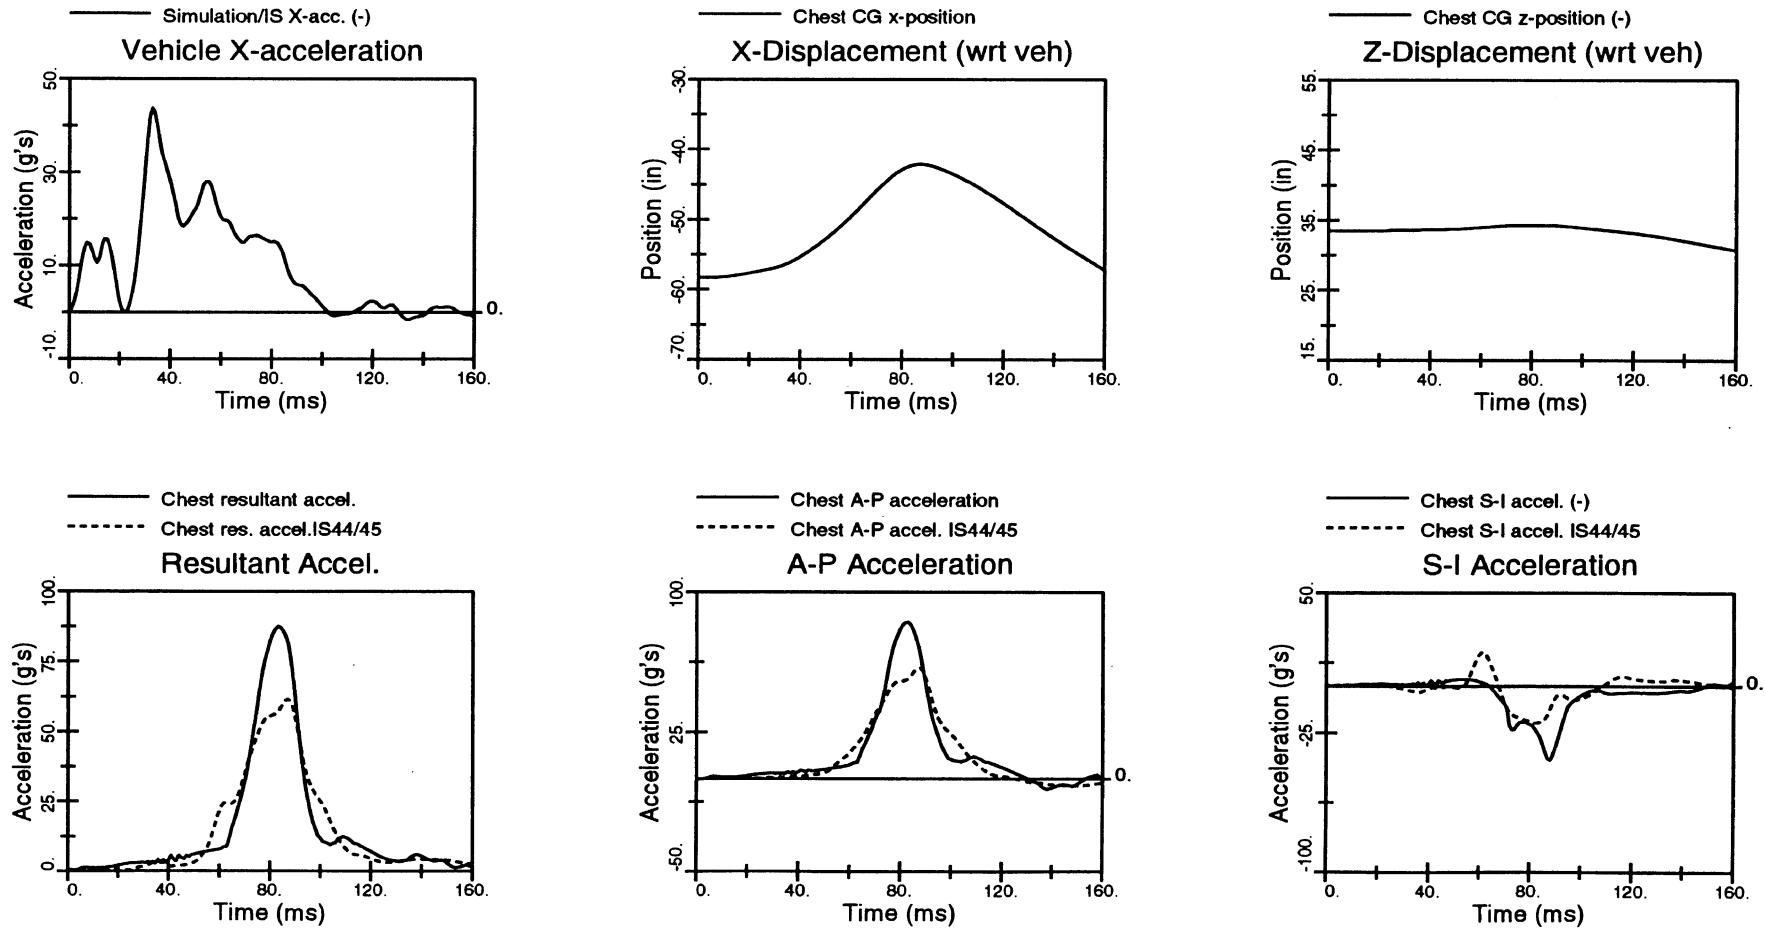 Simulation/IS X-acc. (-)
Vehicle X-acceleration
50.
30.
10.
-10.
Acceleration (g's)
0.
0. 40. 80. 120. 160.
Time (ms)
Chest CG x-position
X-Displacement (wrt veh)
-30.
-40.
-50.
-60.
-70.
Position (in)
0. 40. 80. 120. 160.
Time (ms)
Chest CG z-position (-)
Z-Displacement (wrt veh)
55.
45.
35.
25.
15.
Position (in)
0. 40. 80. 120. 160.
Time (ms)
Chest resultant accel.
Chest res. accel.IS44/45
Resultant Accel.
100.
75.
50.
25.
0.
Acceleration (g's)
0. 40. 80. 120. 160.
Time (ms)
Chest A-P acceleration
Chest A-P accel. IS44/45
A-P Acceleration
100.
25.
-50.
Acceleration (g's)
0.
0. 40. 80. 120. 160.
Time (ms)
Chest S-I accel. (-)
Chest S-I accel. IS44/45
S-I Acceleration
50.
-25.
-100.
Acceleration (g's)
0.
0. 40. 80. 120. 160.
Time (ms)